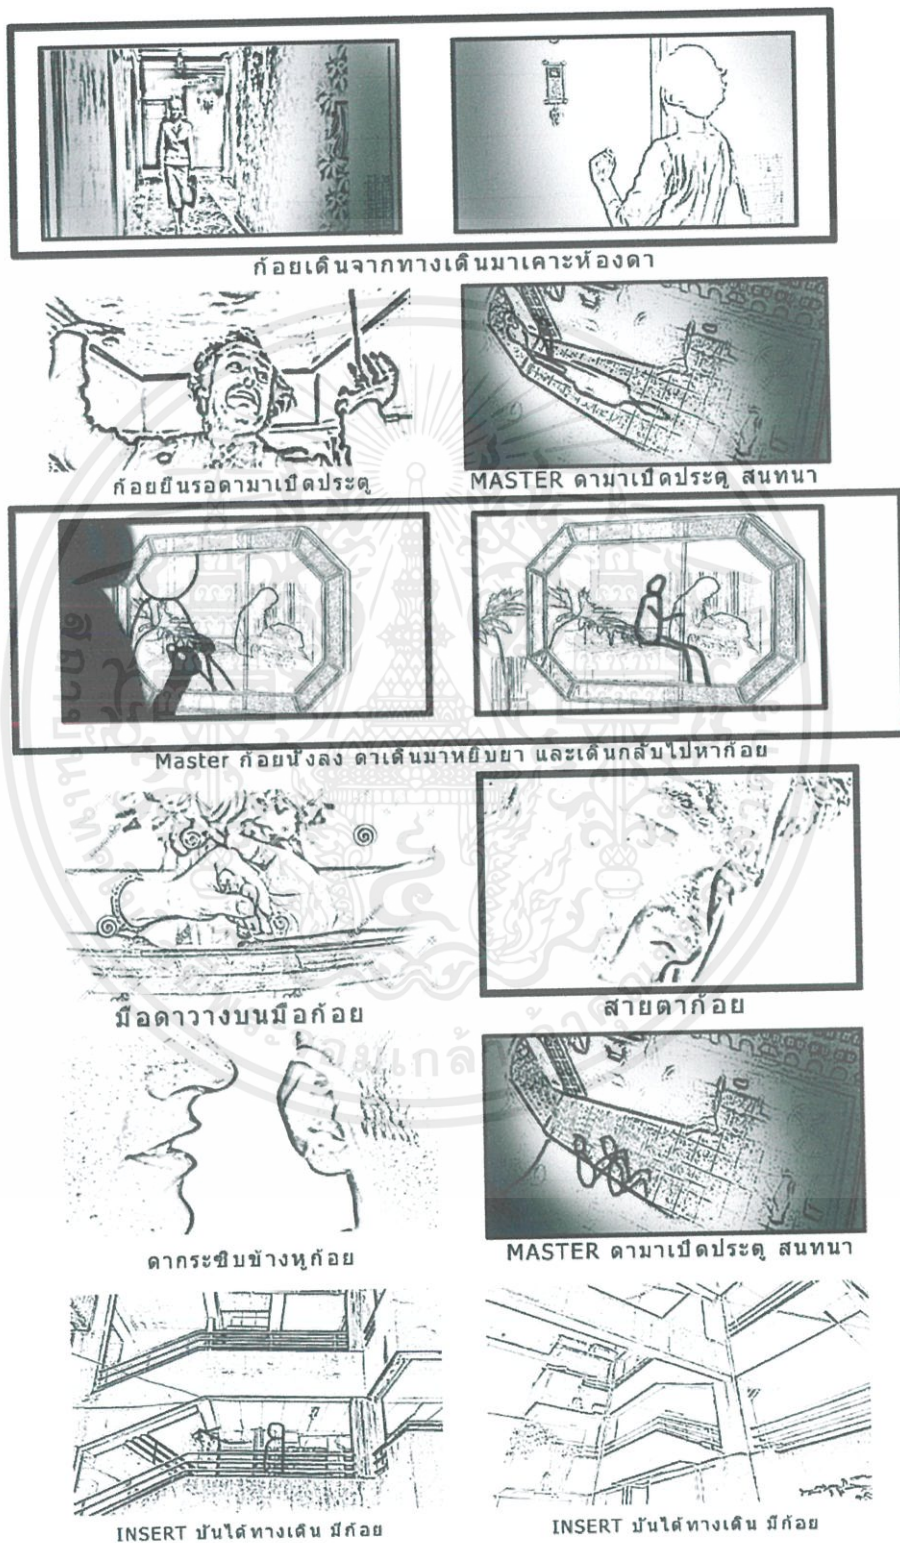 ก้อยเดินจากทางเดินมาเคาะห้องดา
ก้อยยืนรอดามาเปิดประตู
MASTER ดามาเปิดประตู สนทนา
Master ก้อยนั่งลง ดาเดินมาหยิบยา และเดินกลับไปหาก้อย
มือดาวางบนมือก้อย
สายตาก้อย
ดากระซิบข้างหูก้อย
MASTER ดามาเปิดประตู สนทนา
INSERT บันไดทางเดิน มีก้อย
INSERT บันไดทางเดิน มีก้อย